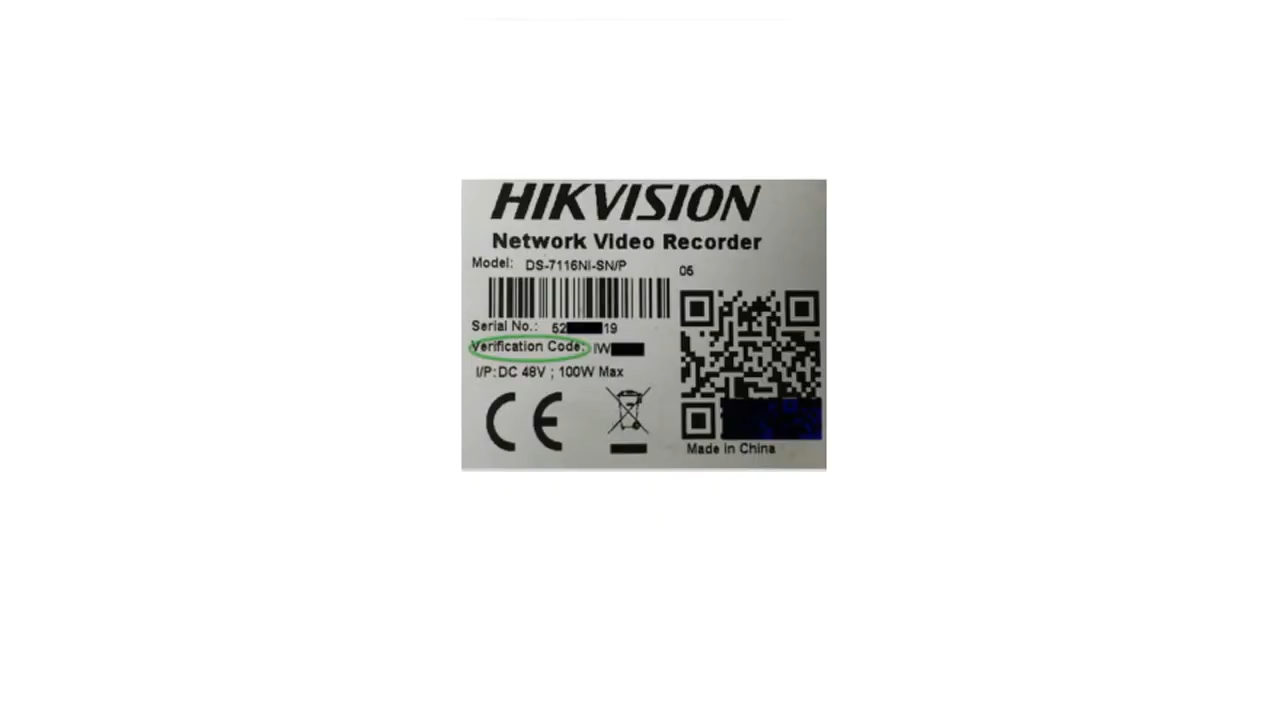 HIKVISION
Network Video Recorder
Model: DS-7116NI-SN/P
05
Serial No.: 52 19
Verification Code: IW
I/P: DC 48V ; 100W Max
CE
Made in China